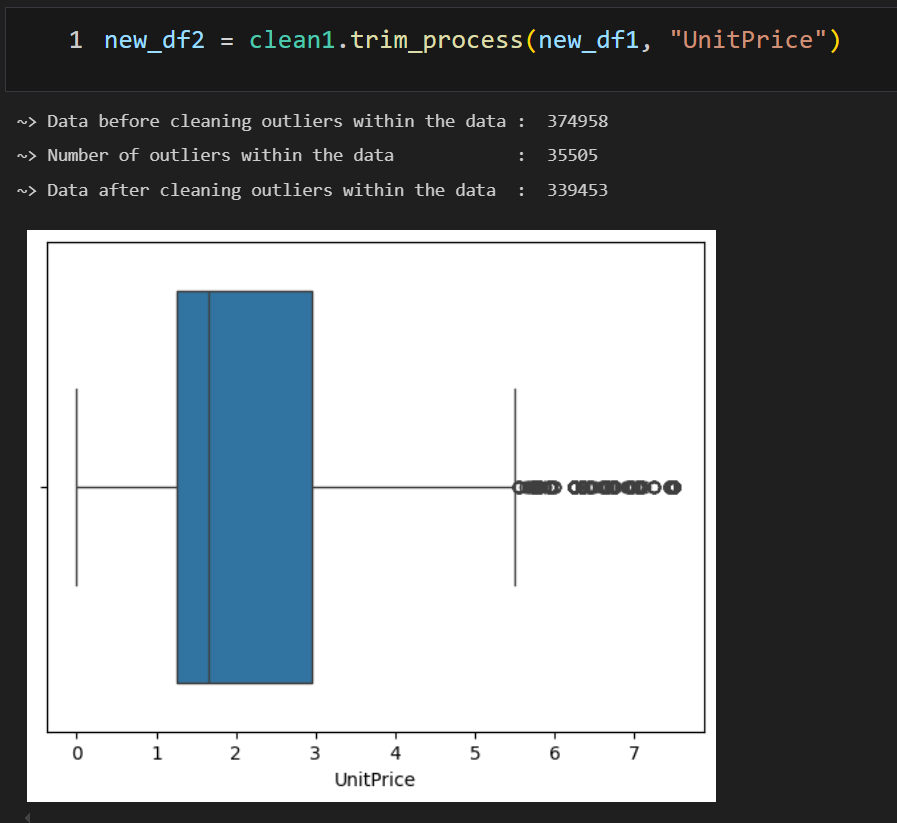 1 new_df2 = clean1.trim_process(new_df1, "UnitPrice")
~> Data before cleaning outliers within the data : 374958
~> Number of outliers within the data : 35505
~> Data after cleaning outliers within the data : 339453
0 1 2 3 4 5 6 7
UnitPrice